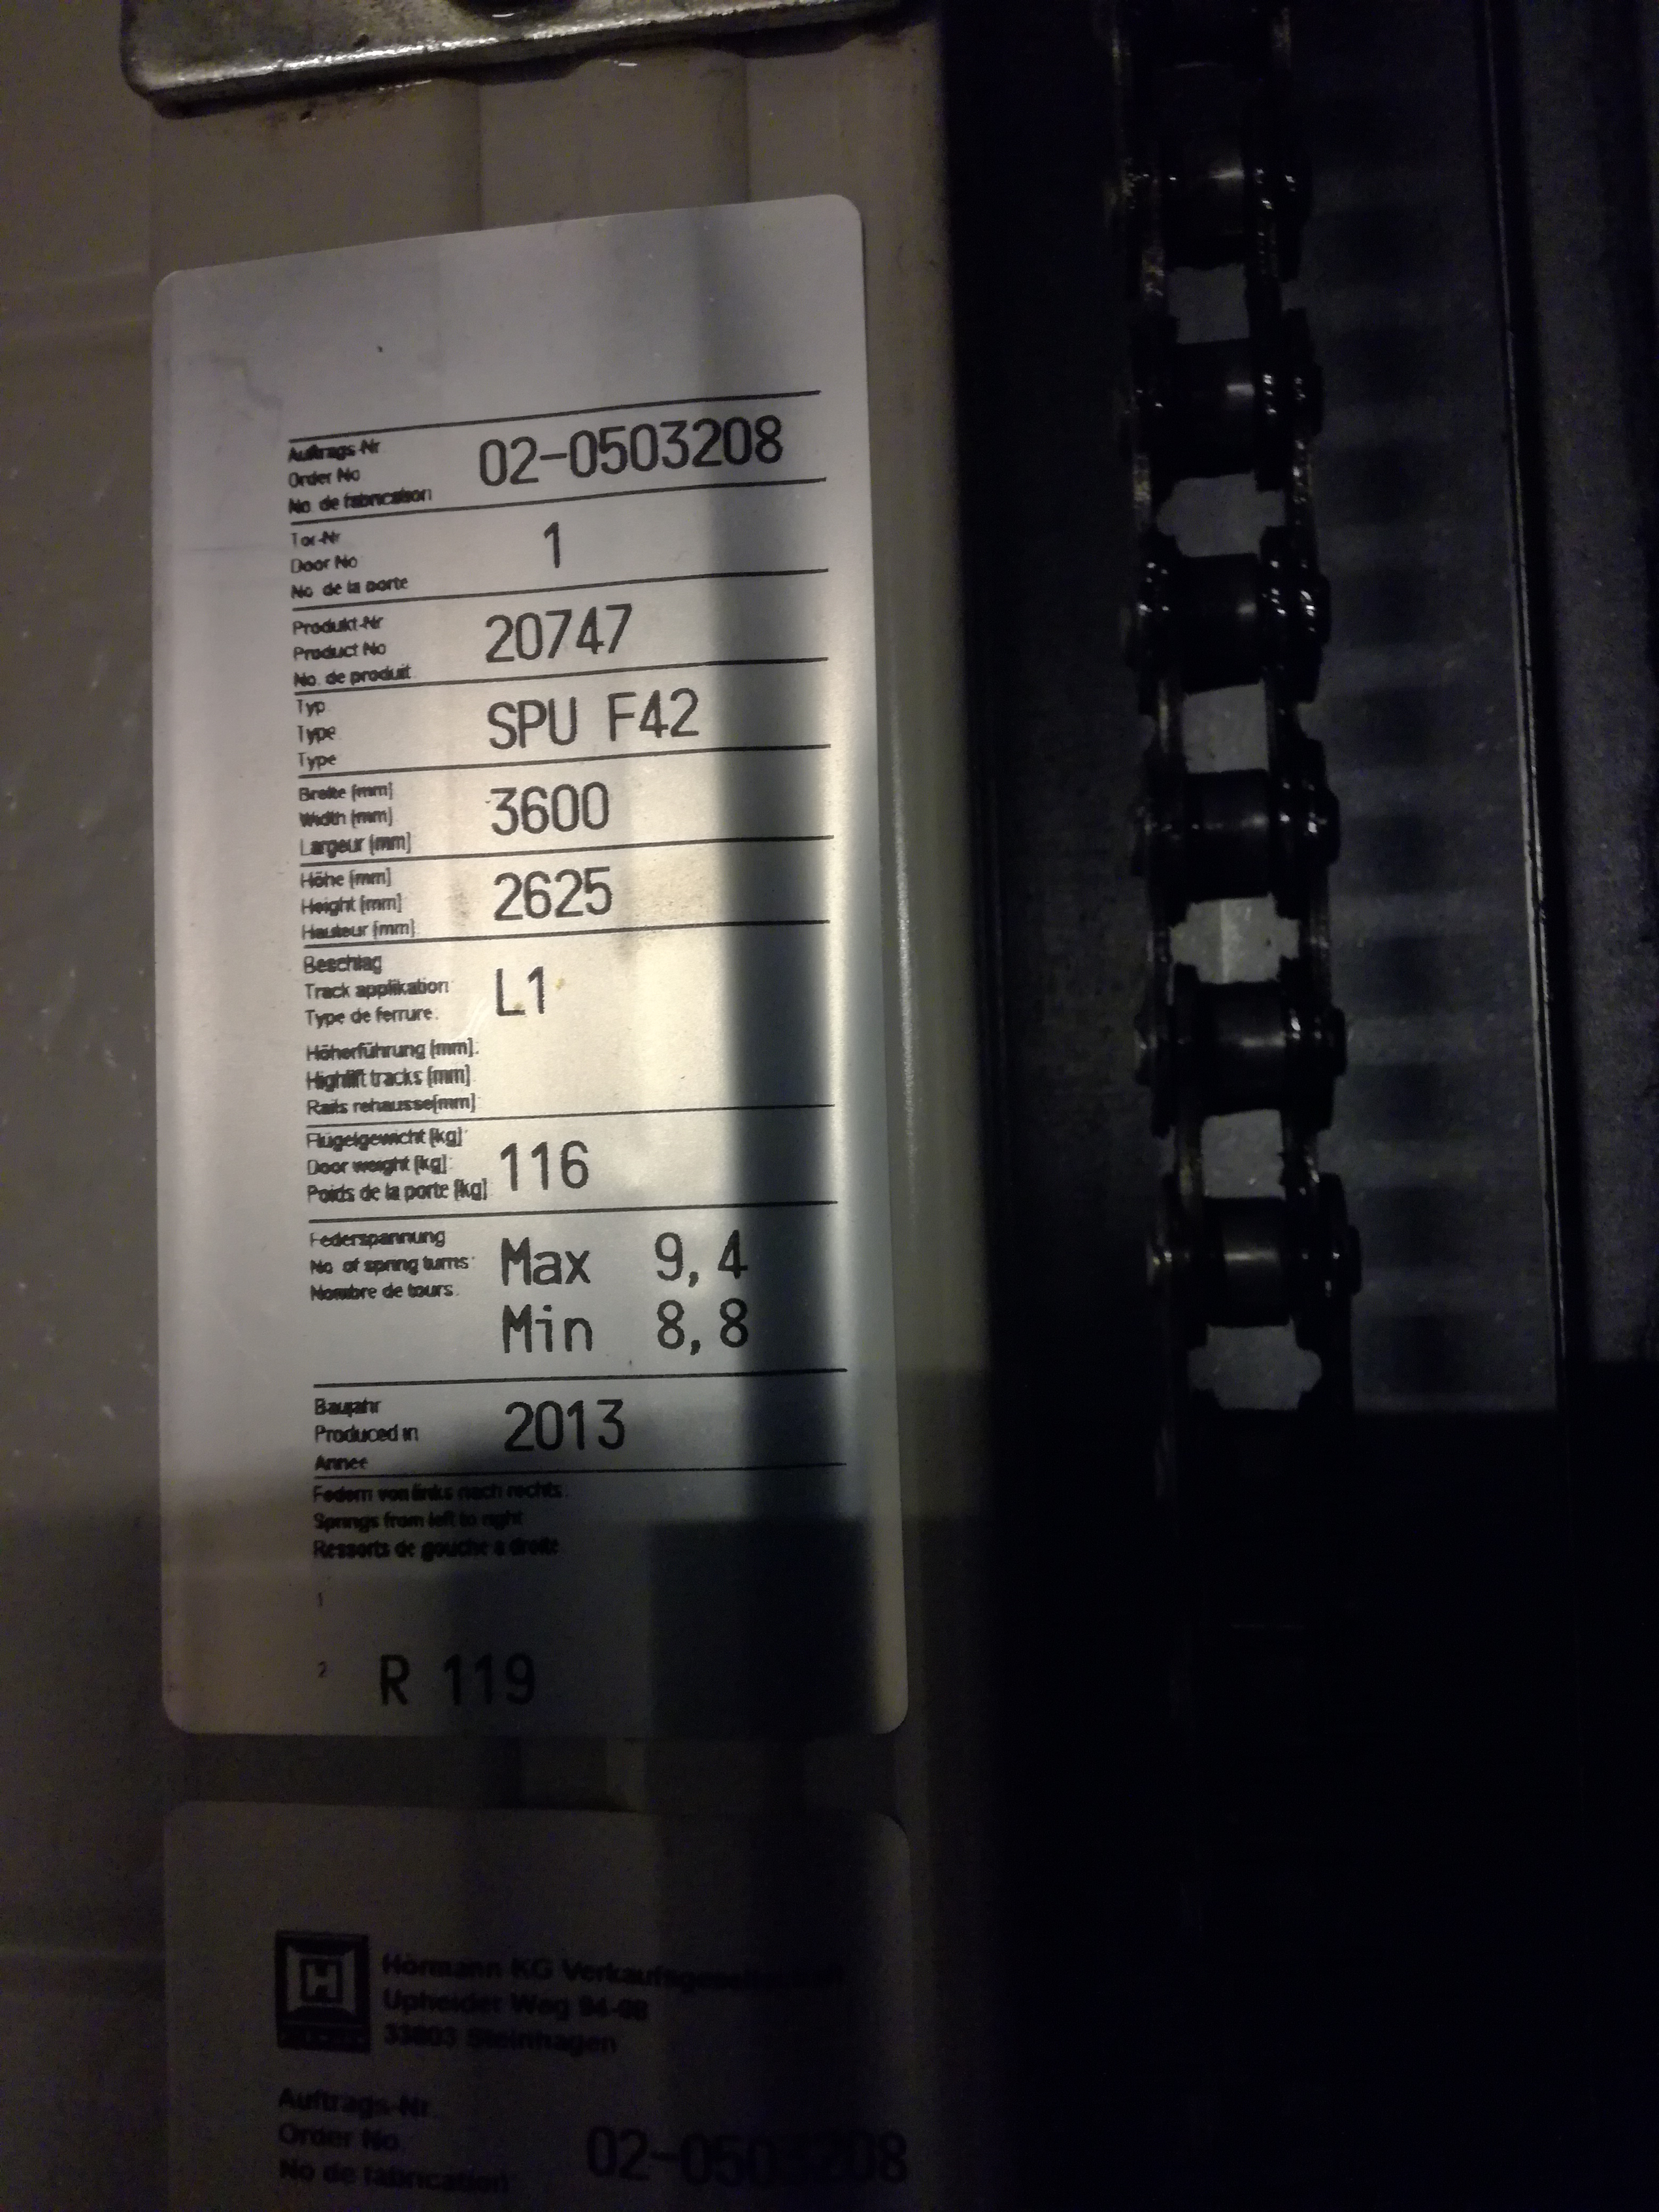 Auftrags-Nr.
Order No
No. de fabrication
02-0503208
Tor-Nr
Door No
No. de la porte
1
Produkt-Nr
Product No
No. de produit
20747
Typ
Type
Type
SPU F42
Breite [mm]
Width [mm]
Largeur [mm]
3600
Höhe [mm]
Height [mm]
Hauteur [mm]
2625
Beschlag
Track applikation
Type de ferrure:
L1
Höherführung [mm]:
Highlift tracks [mm]
Rails rehausse[mm]
Flügelgewicht [kg]:
Door weight [kg]:
Poids de la porte [kg]
116
Federspannung
No of spring turns:
Nombre de tours:
Max 9,4
Min 8,8
Baujahr
Produced in
Annee
2013
Federn von links nach rechts:
Springs from left to right
Ressorts de gouche a droite
1
2 R 119
Hörmann KG Verkaufsgesellschaft
Upheider Weg 94-98
33803 Steinhagen
Auftrags-Nr.
Order No
No de fabrication
02-0503208